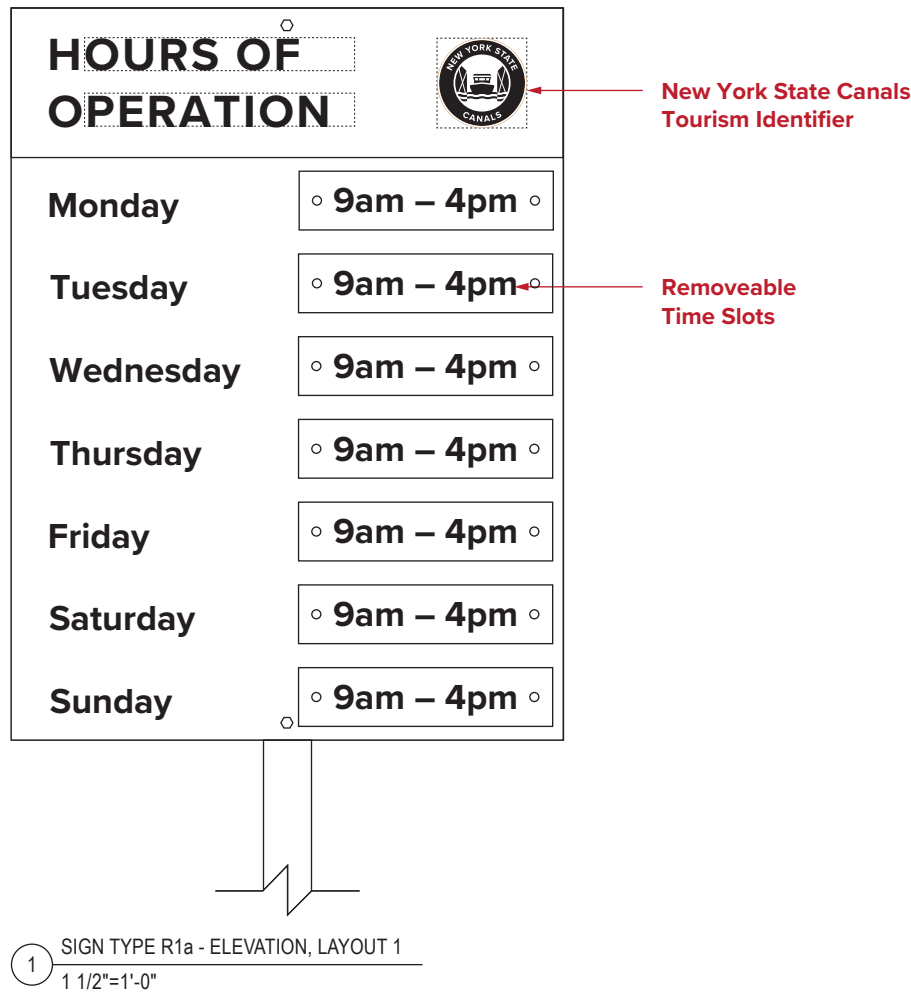 HOURS OF
OPERATION
NEW YORK STATE
CANALS
New York State Canals
Tourism Identifier
Monday 9am – 4pm
Tuesday 9am – 4pm
Removeable
Time Slots
Wednesday 9am – 4pm
Thursday 9am – 4pm
Friday 9am – 4pm
Saturday 9am – 4pm
Sunday 9am – 4pm
1 SIGN TYPE R1a - ELEVATION, LAYOUT 1
1 1/2"=1'-0"